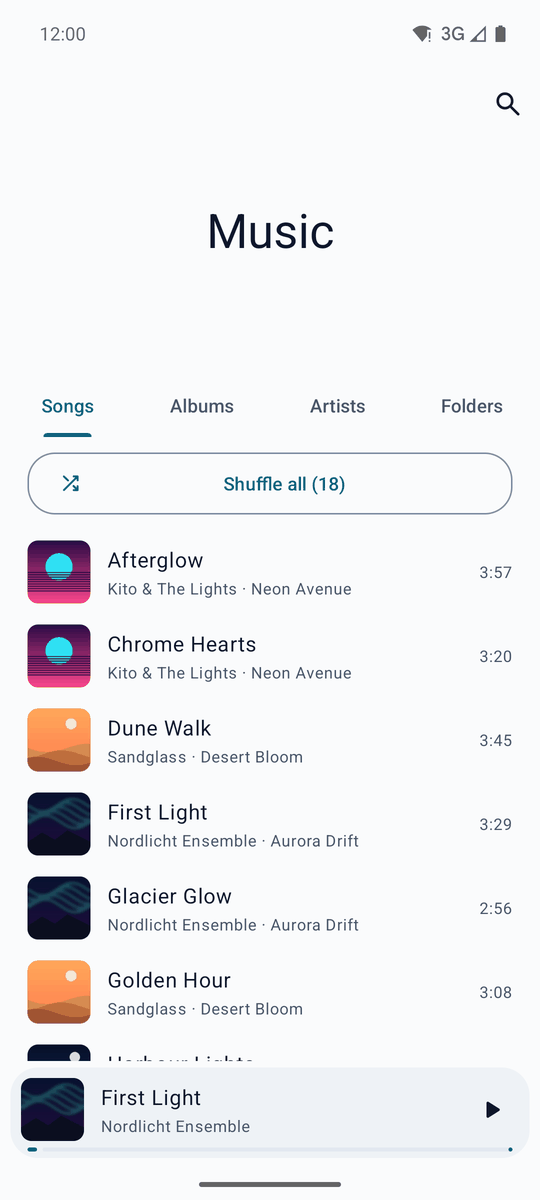 12:00
3G
Music
Songs
Albums
Artists
Folders
Shuffle all (18)
Afterglow
Kito & The Lights · Neon Avenue
3:57
Chrome Hearts
Kito & The Lights · Neon Avenue
3:20
Dune Walk
Sandglass · Desert Bloom
3:45
First Light
Nordlicht Ensemble · Aurora Drift
3:29
Glacier Glow
Nordlicht Ensemble · Aurora Drift
2:56
Golden Hour
Sandglass · Desert Bloom
3:08
Harbour Lights
First Light
Nordlicht Ensemble